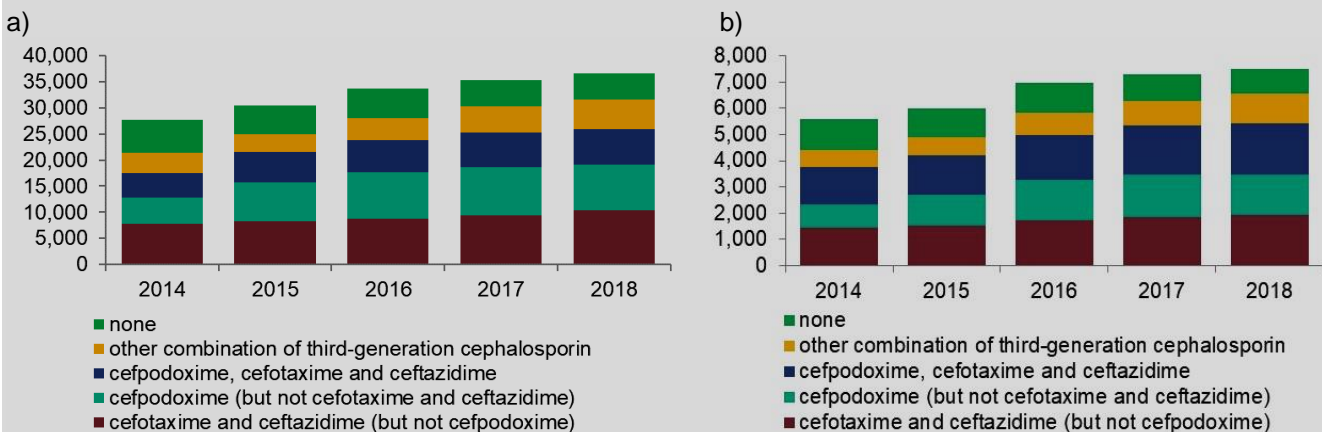 a)
40,000
35,000
30,000
25,000
20,000
15,000
10,000
5,000
0
2014 2015 2016 2017 2018
none
other combination of third-generation cephalosporin
cefpodoxime, cefotaxime and ceftazidime
cefpodoxime (but not cefotaxime and ceftazidime)
cefotaxime and ceftazidime (but not cefpodoxime)
b)
8,000
7,000
6,000
5,000
4,000
3,000
2,000
1,000
0
2014 2015 2016 2017 2018
none
other combination of third-generation cephalosporin
cefpodoxime, cefotaxime and ceftazidime
cefpodoxime (but not cefotaxime and ceftazidime)
cefotaxime and ceftazidime (but not cefpodoxime)